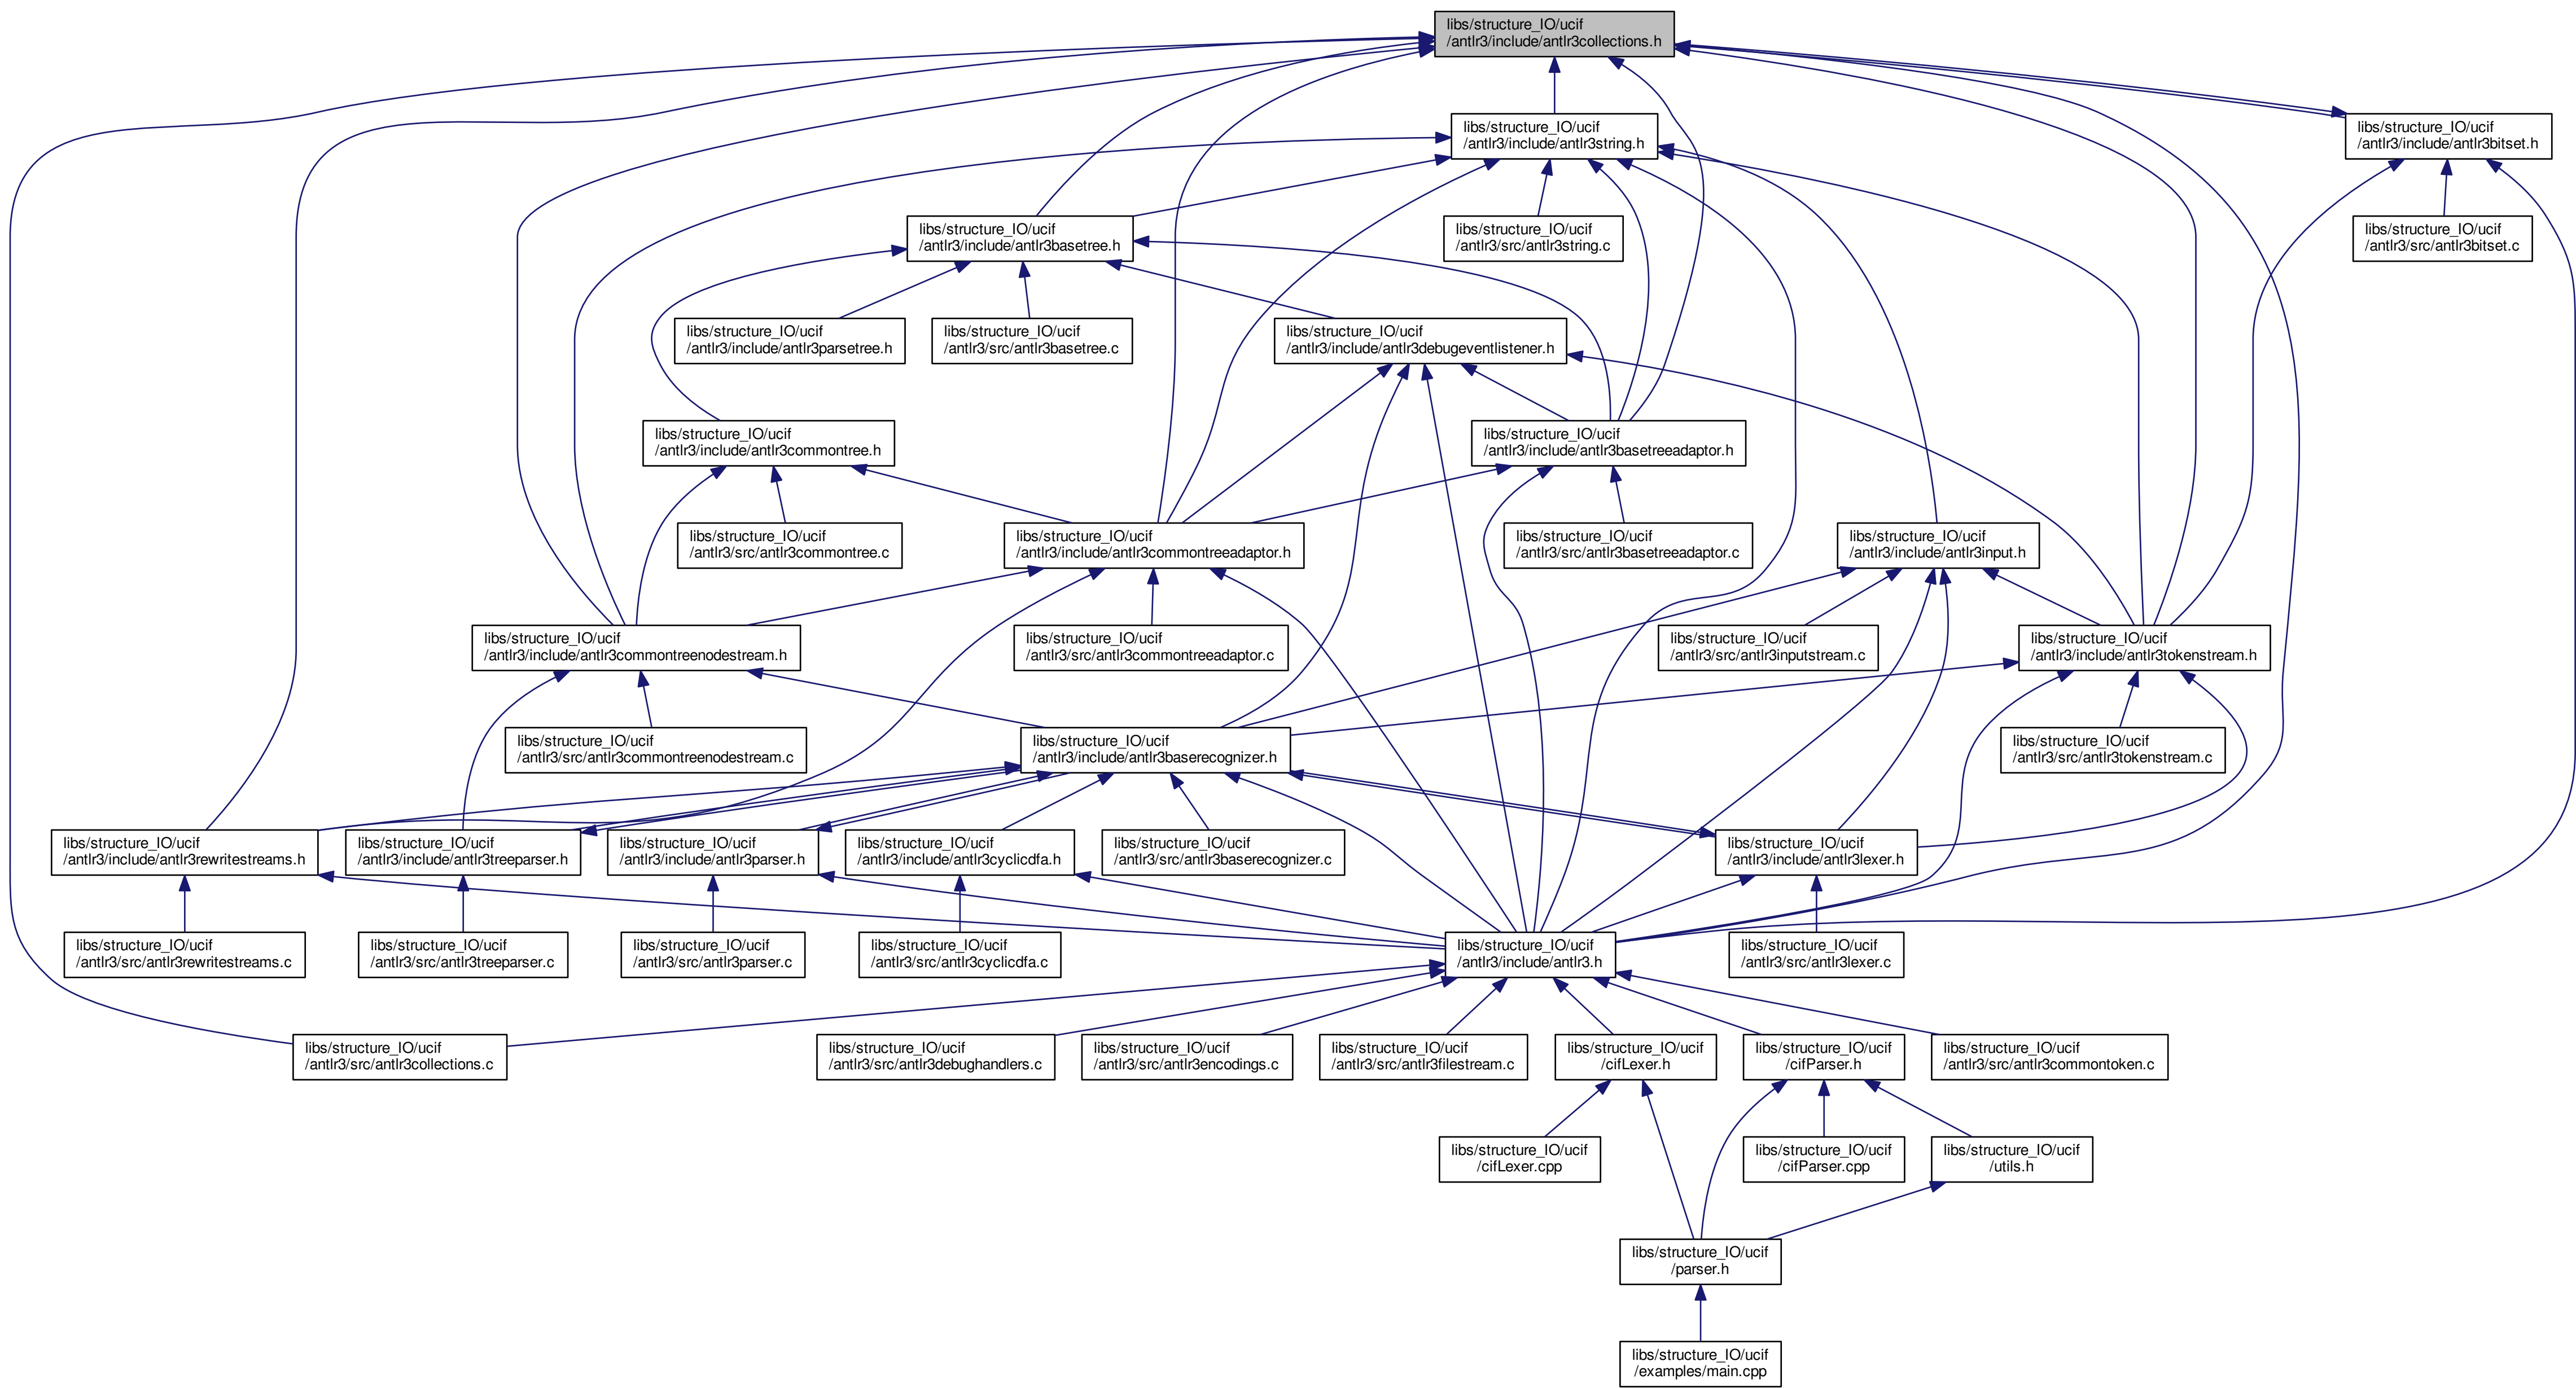 libs/structure_IO/ucif
/antlr3/include/antlr3collections.h
libs/structure_IO/ucif
/antlr3/include/antlr3string.h
libs/structure_IO/ucif
/antlr3/include/antlr3bitset.h
libs/structure_IO/ucif
/antlr3/include/antlr3basetree.h
libs/structure_IO/ucif
/antlr3/src/antlr3string.c
libs/structure_IO/ucif
/antlr3/src/antlr3bitset.c
libs/structure_IO/ucif
/antlr3/include/antlr3parsetree.h
libs/structure_IO/ucif
/antlr3/src/antlr3basetree.c
libs/structure_IO/ucif
/antlr3/include/antlr3debugeventlistener.h
libs/structure_IO/ucif
/antlr3/include/antlr3commontree.h
libs/structure_IO/ucif
/antlr3/include/antlr3basetreeadaptor.h
libs/structure_IO/ucif
/antlr3/src/antlr3commontree.c
libs/structure_IO/ucif
/antlr3/include/antlr3commontreeadaptor.h
libs/structure_IO/ucif
/antlr3/src/antlr3basetreeadaptor.c
libs/structure_IO/ucif
/antlr3/include/antlr3input.h
libs/structure_IO/ucif
/antlr3/include/antlr3commontreenodestream.h
libs/structure_IO/ucif
/antlr3/src/antlr3commontreeadaptor.c
libs/structure_IO/ucif
/antlr3/src/antlr3inputstream.c
libs/structure_IO/ucif
/antlr3/include/antlr3tokenstream.h
libs/structure_IO/ucif
/antlr3/src/antlr3commontreenodestream.c
libs/structure_IO/ucif
/antlr3/include/antlr3baserecognizer.h
libs/structure_IO/ucif
/antlr3/src/antlr3tokenstream.c
libs/structure_IO/ucif
/antlr3/include/antlr3rewritestreams.h
libs/structure_IO/ucif
/antlr3/include/antlr3treeparser.h
libs/structure_IO/ucif
/antlr3/include/antlr3parser.h
libs/structure_IO/ucif
/antlr3/include/antlr3cyclicdfa.h
libs/structure_IO/ucif
/antlr3/src/antlr3baserecognizer.c
libs/structure_IO/ucif
/antlr3/include/antlr3lexer.h
libs/structure_IO/ucif
/antlr3/src/antlr3rewritestreams.c
libs/structure_IO/ucif
/antlr3/src/antlr3treeparser.c
libs/structure_IO/ucif
/antlr3/src/antlr3parser.c
libs/structure_IO/ucif
/antlr3/src/antlr3cyclicdfa.c
libs/structure_IO/ucif
/antlr3/include/antlr3.h
libs/structure_IO/ucif
/antlr3/src/antlr3lexer.c
libs/structure_IO/ucif
/antlr3/src/antlr3collections.c
libs/structure_IO/ucif
/antlr3/src/antlr3debughandlers.c
libs/structure_IO/ucif
/antlr3/src/antlr3encodings.c
libs/structure_IO/ucif
/antlr3/src/antlr3filestream.c
libs/structure_IO/ucif
/cifLexer.h
libs/structure_IO/ucif
/cifParser.h
libs/structure_IO/ucif
/antlr3/src/antlr3commontoken.c
libs/structure_IO/ucif
/cifLexer.cpp
libs/structure_IO/ucif
/cifParser.cpp
libs/structure_IO/ucif
/utils.h
libs/structure_IO/ucif
/parser.h
libs/structure_IO/ucif
/examples/main.cpp